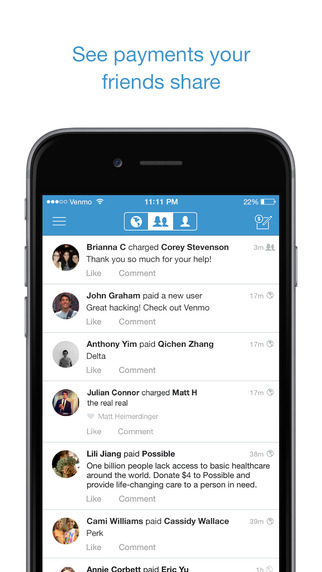 See payments your
friends share
Venmo
11:11 PM
22%
Brianna C charged Corey Stevenson
3m
Thank you so much for your help!
Like Comment
John Graham paid a new user
17m
Great hacking! Check out Venmo
Like Comment
Anthony Yim paid Qichen Zhang
17m
Delta
Like Comment
Julian Connor charged Matt H
17m
the real real
Matt Heimerdinger
Like Comment
Lili Jiang paid Possible
38m
One billion people lack access to basic healthcare
around the world. Donate $4 to Possible and
provide life-changing care to a person in need.
Like Comment
Cami Williams paid Cassidy Wallace
39m
Perk
Like Comment
Annie Corbett paid Eric Yu
1h